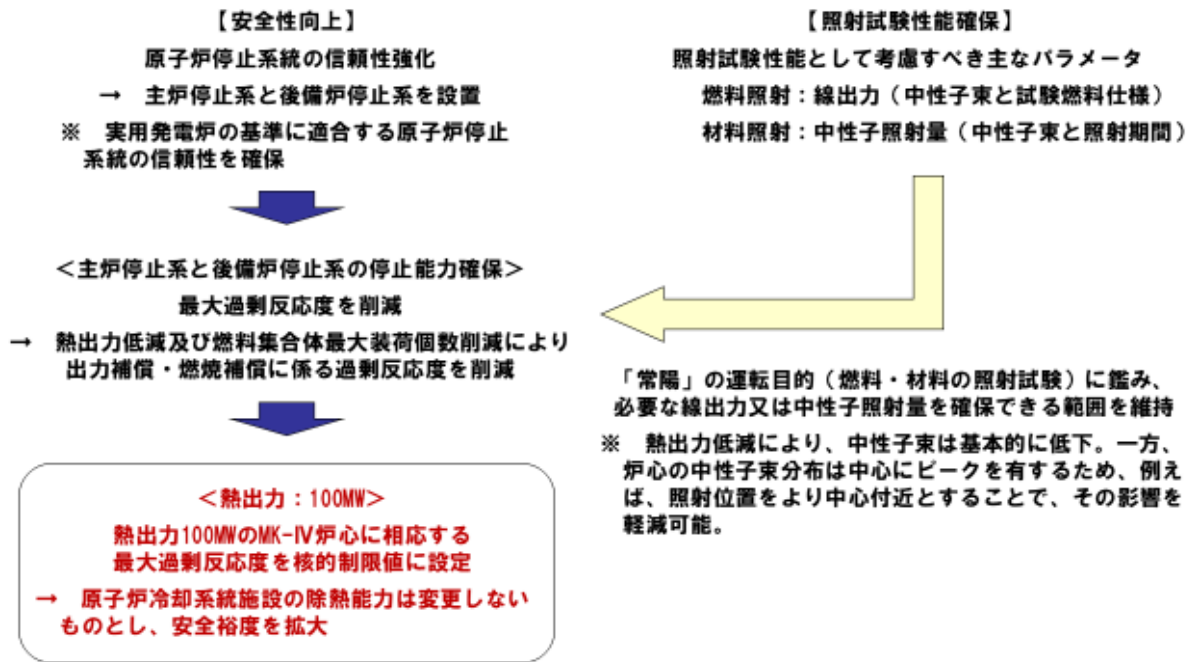 【安全性向上】
原子炉停止系統の信頼性強化
→ 主炉停止系と後備炉停止系を設置
※ 実用発電炉の基準に適合する原子炉停止
系統の信頼性を確保
＜主炉停止系と後備炉停止系の停止能力確保＞
最大過剰反応度を削減
→ 熱出力低減及び燃料集合体最大装荷個数削減により
出力補償・燃焼補償に係る過剰反応度を削減
＜熱出力：100MW＞
熱出力100MWのMK-Ⅳ炉心に相応する
最大過剰反応度を核的制限値に設定
→ 原子炉冷却系統施設の除熱能力は変更しない
ものとし、安全裕度を拡大
【照射試験性能確保】
照射試験性能として考慮すべき主なパラメータ
燃料照射：線出力（中性子束と試験燃料仕様）
材料照射：中性子照射量（中性子束と照射期間）
「常陽」の運転目的（燃料・材料の照射試験）に鑑み、
必要な線出力又は中性子照射量を確保できる範囲を維持
※ 熱出力低減により、中性子束は基本的に低下。一方、
炉心の中性子束分布は中心にピークを有するため、例え
ば、照射位置をより中心付近とすることで、その影響を
軽減可能。